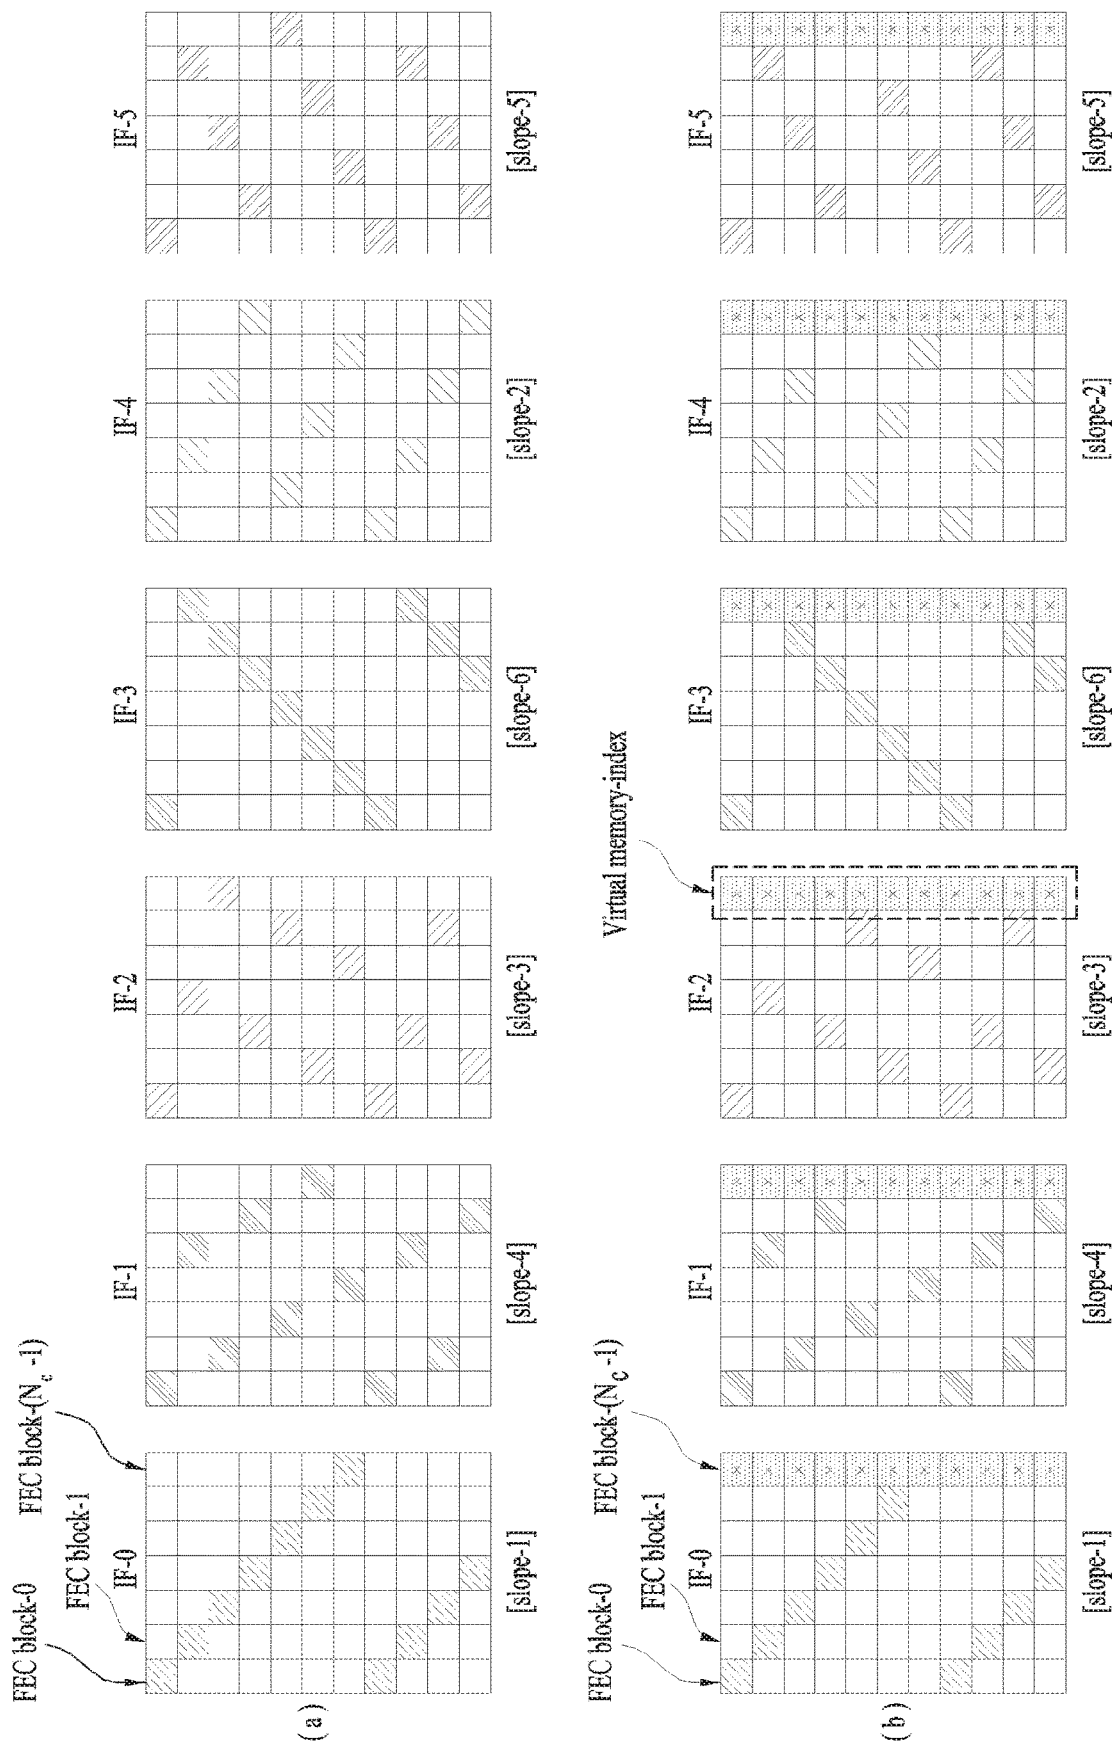 FEC block-0
FEC block-1
FEC block-(Nc -1)
IF-0
IF-1
IF-2
IF-3
IF-4
IF-5
(a)
[slope-1]
[slope-4]
[slope-3]
[slope-6]
[slope-2]
[slope-5]
FEC block-0
FEC block-1
FEC block-(NC -1)
Virtual memory-index
IF-0
IF-1
IF-2
IF-3
IF-4
IF-5
(b)
[slope-1]
[slope-4]
[slope-3]
[slope-6]
[slope-2]
[slope-5]